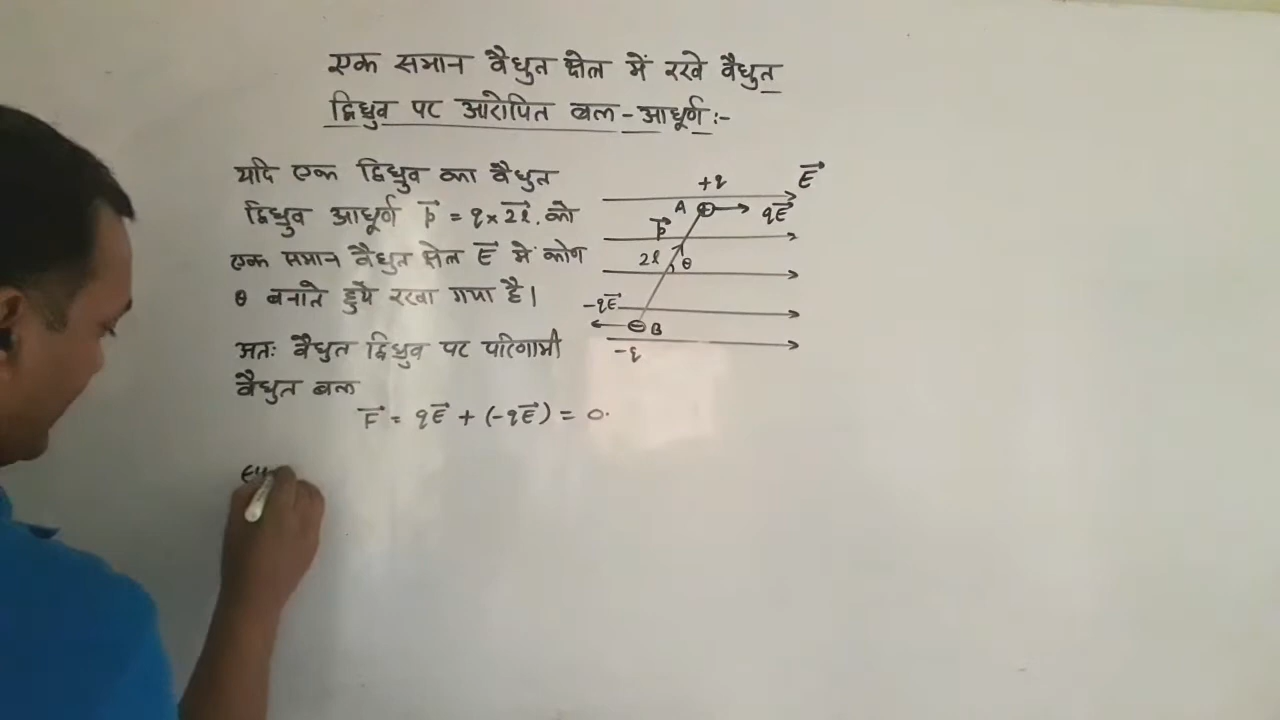 एक समान वैधुत क्षेत्र में रखे वैधुत
द्विध्रुव पर आरोपित बल-आघूर्ण :-
यदि एक द्विध्रुव का वैधुत
द्विध्रुव आघूर्ण p⃗ = q×2l⃗. को
एक समान वैधुत क्षेत्र E⃗ में कोण
θ बनाते हुये रखा गया है।
अतः वैधुत द्विध्रुव पर परिणामी
वैधुत बल
F⃗ = qE⃗ + (-qE⃗) = 0.
+q
E⃗
A
qE⃗
p⃗
2l
θ
-qE⃗
B
-q